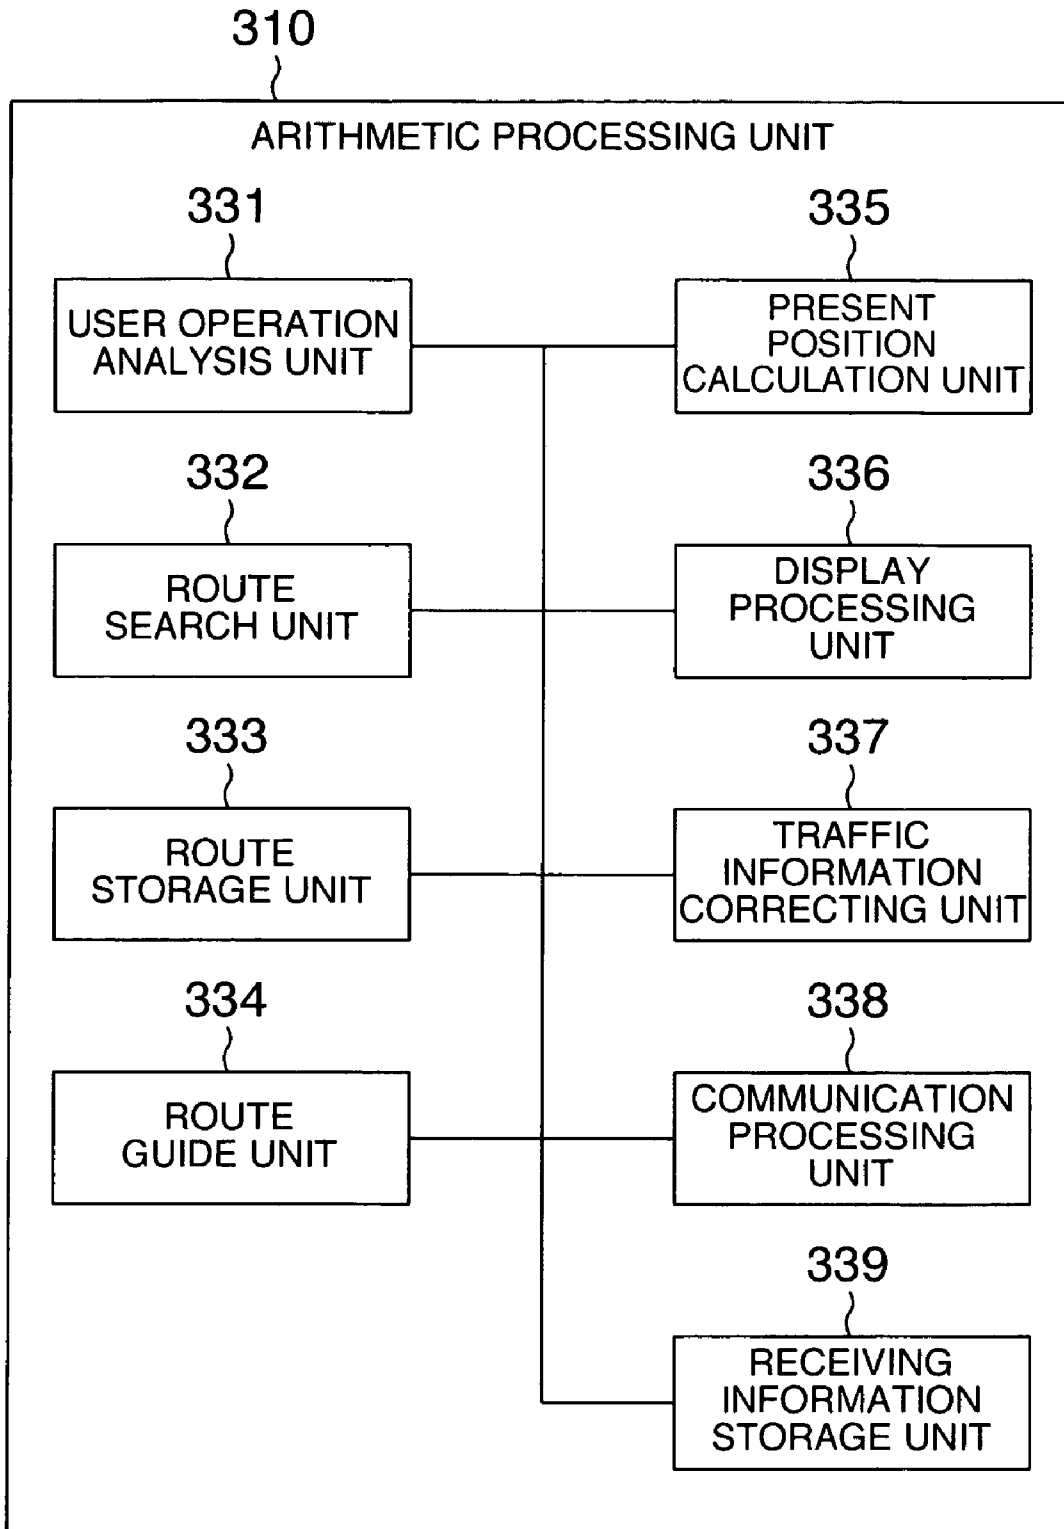 310
ARITHMETIC PROCESSING UNIT
331
USER OPERATION
ANALYSIS UNIT
335
PRESENT
POSITION
CALCULATION UNIT
332
ROUTE
SEARCH UNIT
336
DISPLAY
PROCESSING
UNIT
333
ROUTE
STORAGE UNIT
337
TRAFFIC
INFORMATION
CORRECTING UNIT
334
ROUTE
GUIDE UNIT
338
COMMUNICATION
PROCESSING
UNIT
339
RECEIVING
INFORMATION
STORAGE UNIT